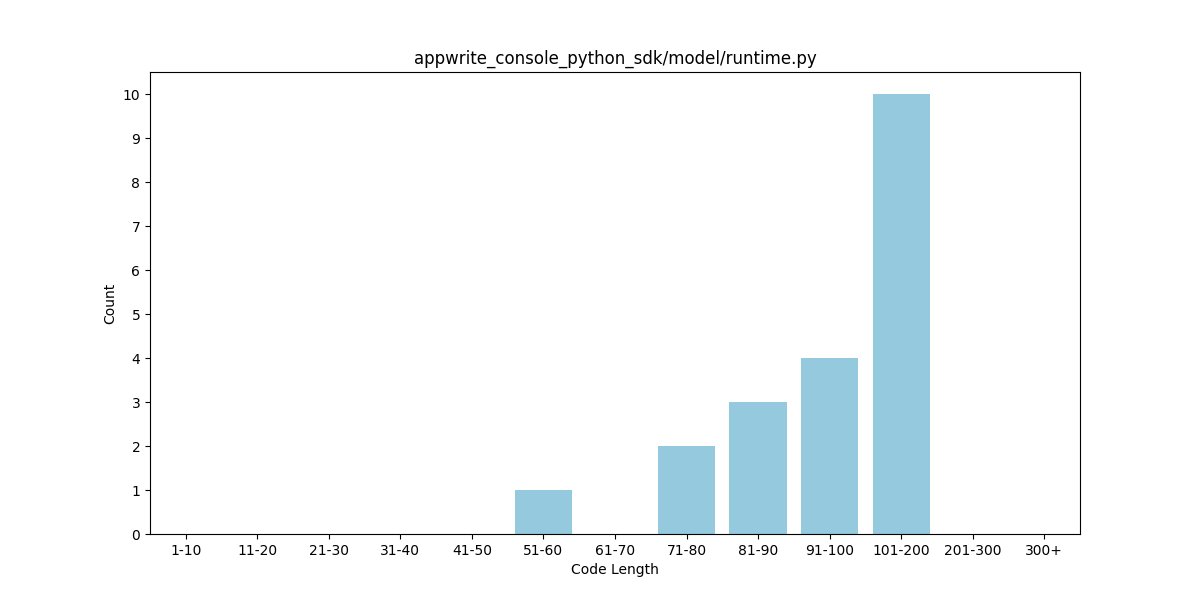 appwrite_console_python_sdk/model/runtime.py
10
9
8
7
6
5
4
3
2
1
0
Count
1-10 11-20 21-30 31-40 41-50 51-60 61-70 71-80 81-90 91-100 101-200 201-300 300+
Code Length